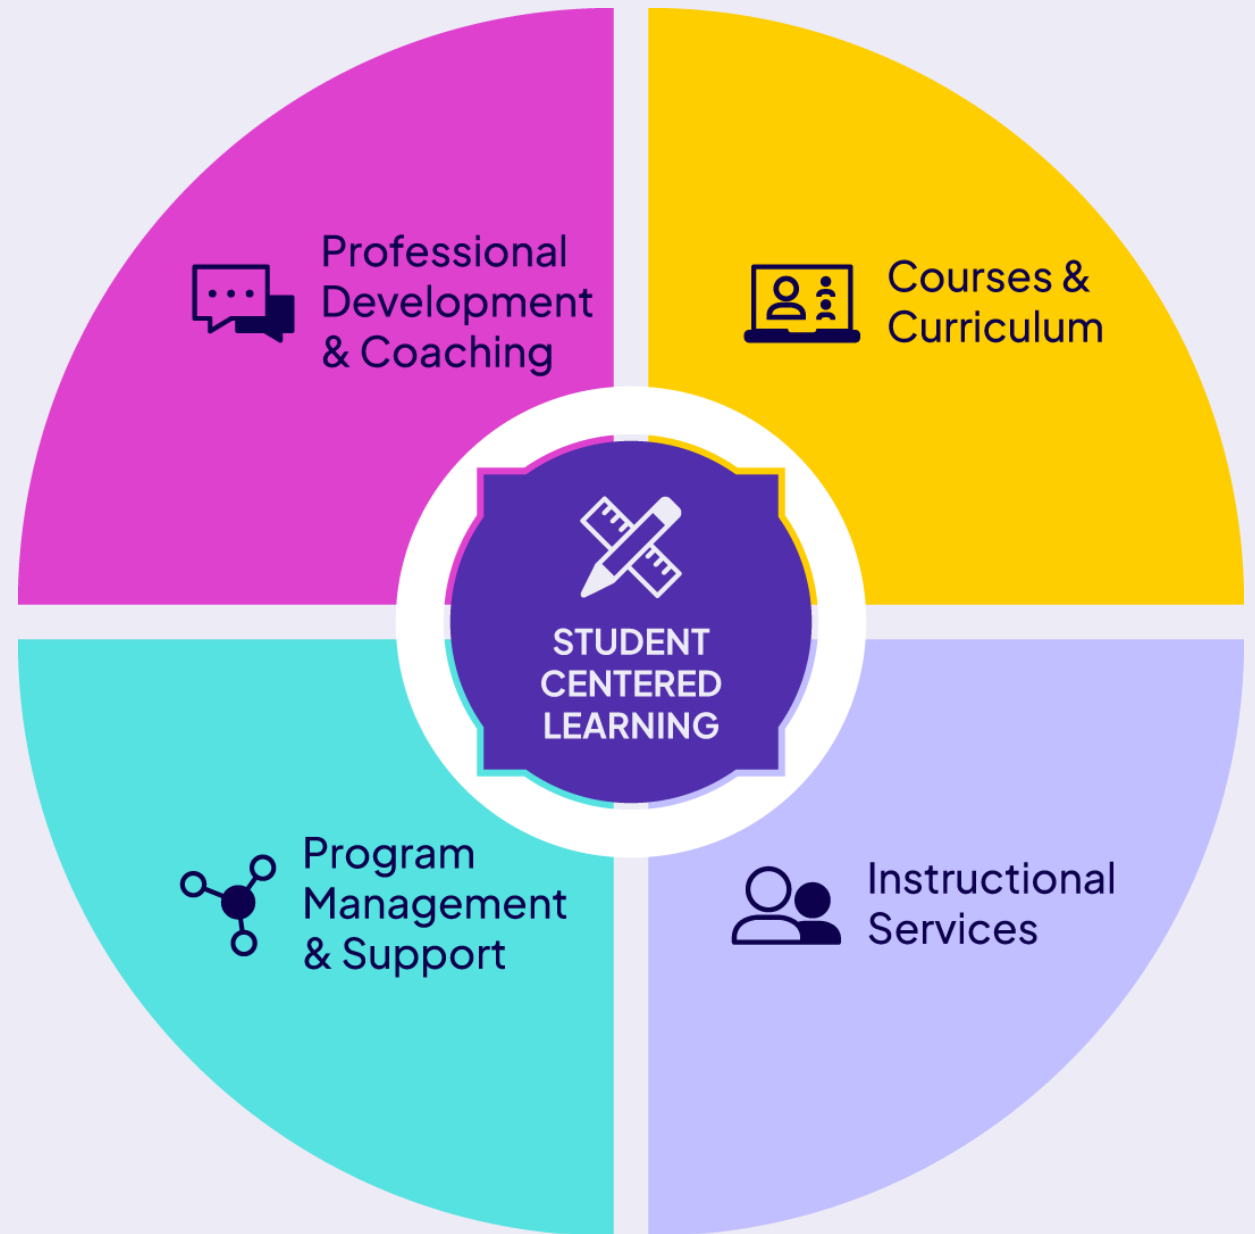 Professional
Development
& Coaching
Courses &
Curriculum
STUDENT
CENTERED
LEARNING
Program
Management
& Support
Instructional
Services